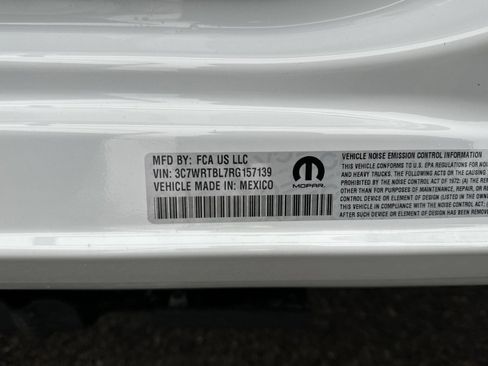 MFD BY: FCA US LLC
VIN: 3C7WRTBL7RG157139
VEHICLE MADE IN: MEXICO
MOPAR
VEHICLE NOISE EMISSION CONTROL INFORMATION
THIS VEHICLE CONFORMS TO U.S. EPA REGULATIONS FOR NO
AND HEAVY TRUCKS. THE FOLLOWING ACTS OR THE CAUSING
PROHIBITED BY THE NOISE CONTROL ACT OF 1972: (A) THE RE
OTHER THAN FOR PURPOSES OF MAINTENANCE, REPAIR, OR RE
DEVICE OR ELEMENT OF DESIGN (LISTED IN THE OWNE
THIS VEHICLE IN COMPLIANCE WITH THE NOISE CONTROL ACT,
AFTER SUCH DEVICE OR ELEMENT OF DESIGN HAS BEEN